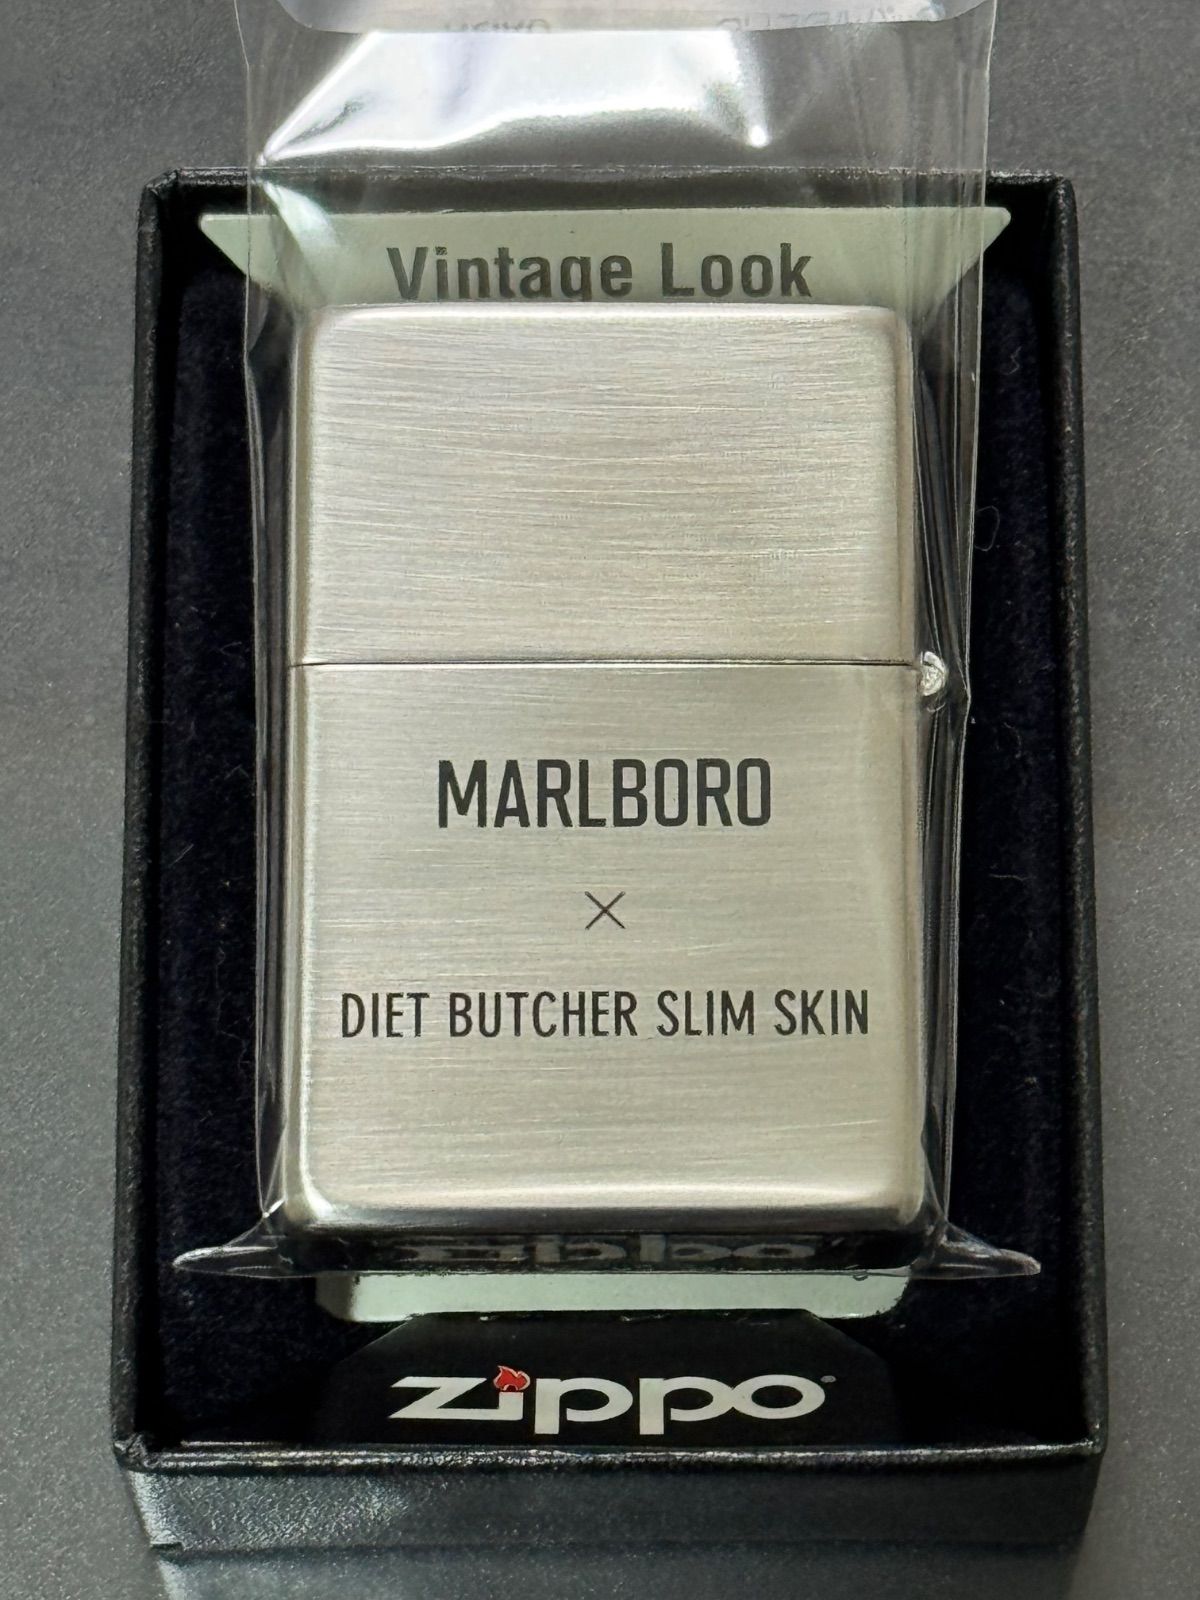 Vintage Look
MARLBORO
×
DIET BUTCHER SLIM SKIN
zippo